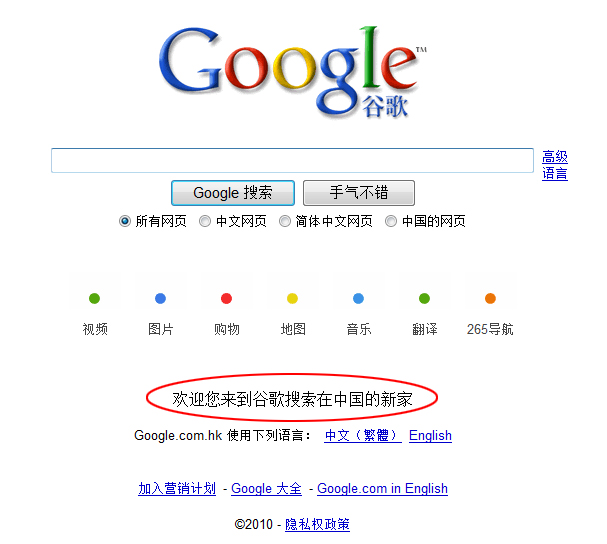 Google™
谷歌
高级
语言
Google 搜索 手气不错
所有网页 中文网页 简体中文网页 中国的网页
视频 图片 购物 地图 音乐 翻译 265导航
欢迎您来到谷歌搜索在中国的新家
Google.com.hk 使用下列语言： 中文（繁體） English
加入营销计划 - Google 大全 - Google.com in English
©2010 - 隐私权政策